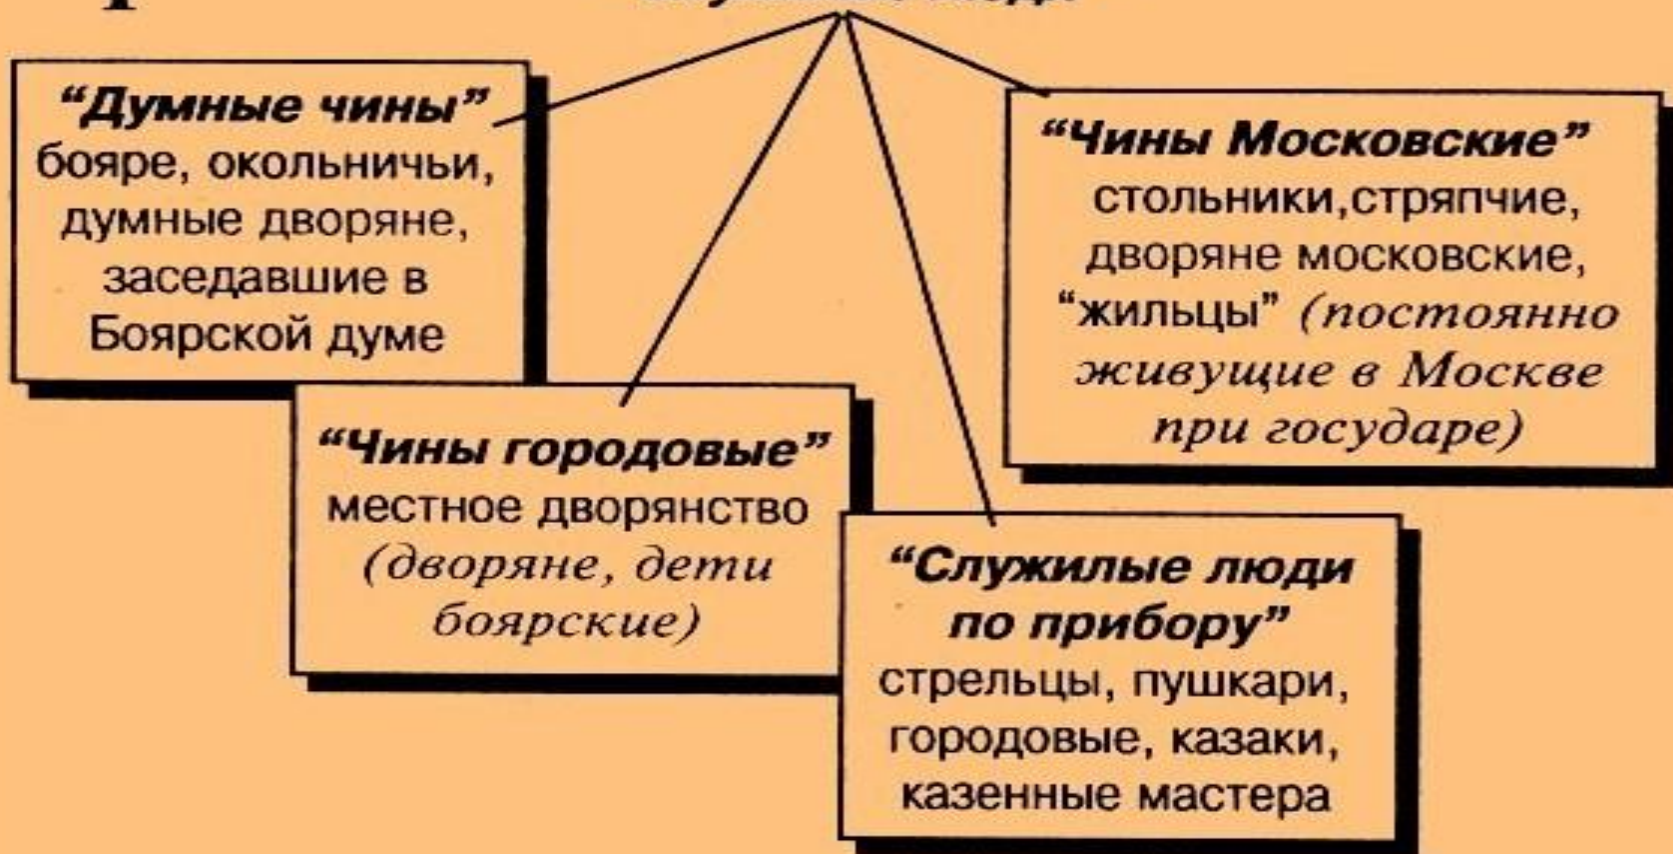 “Думные чины”
бояре, окольничьи,
думные дворяне,
заседавшие в
Боярской думе
“Чины Московские”
стольники,стряпчие,
дворяне московские,
“жильцы” (постоянно
живущие в Москве
при государе)
“Чины городовые”
местное дворянство
(дворяне, дети
боярские)
“Служилые люди
по прибору”
стрельцы, пушкари,
городовые, казаки,
казенные мастера